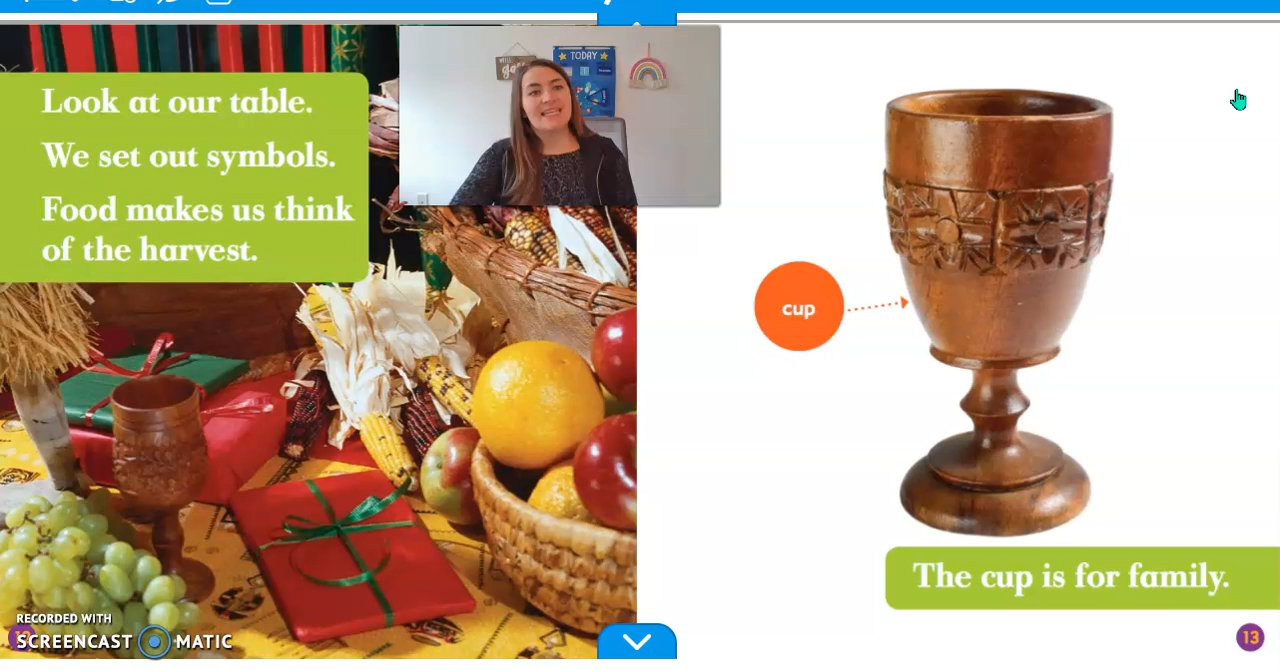 Look at our table.
We set out symbols.
Food makes us think
of the harvest.
TODAY
cup
The cup is for family.
RECORDED WITH
SCREENCAST MATIC
13